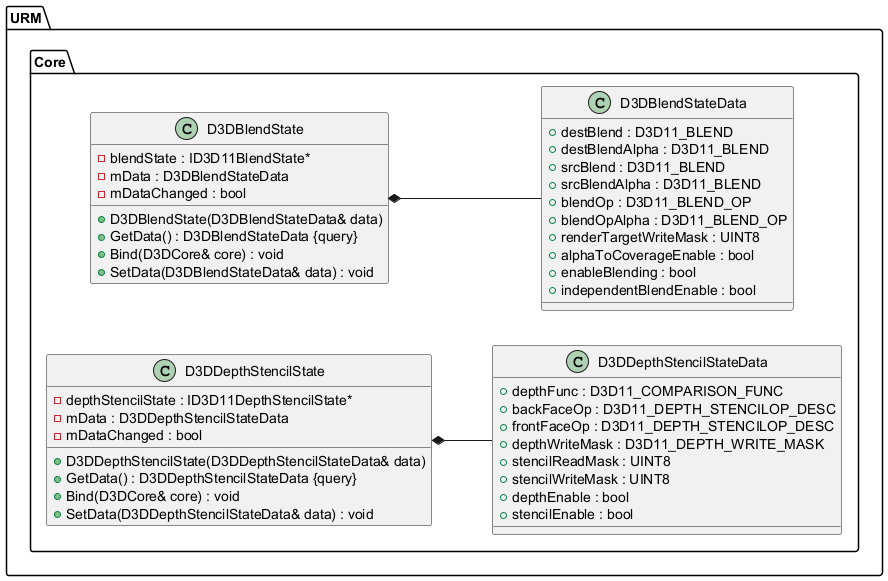 URM
Core
C D3DBlendState
blendState : ID3D11BlendState*
mData : D3DBlendStateData
mDataChanged : bool
D3DBlendState(D3DBlendStateData& data)
GetData() : D3DBlendStateData {query}
Bind(D3DCore& core) : void
SetData(D3DBlendStateData& data) : void
C D3DBlendStateData
destBlend : D3D11_BLEND
destBlendAlpha : D3D11_BLEND
srcBlend : D3D11_BLEND
srcBlendAlpha : D3D11_BLEND
blendOp : D3D11_BLEND_OP
blendOpAlpha : D3D11_BLEND_OP
renderTargetWriteMask : UINT8
alphaToCoverageEnable : bool
enableBlending : bool
independentBlendEnable : bool
C D3DDepthStencilState
depthStencilState : ID3D11DepthStencilState*
mData : D3DDepthStencilStateData
mDataChanged : bool
D3DDepthStencilState(D3DDepthStencilStateData& data)
GetData() : D3DDepthStencilStateData {query}
Bind(D3DCore& core) : void
SetData(D3DDepthStencilStateData& data) : void
C D3DDepthStencilStateData
depthFunc : D3D11_COMPARISON_FUNC
backFaceOp : D3D11_DEPTH_STENCILOP_DESC
frontFaceOp : D3D11_DEPTH_STENCILOP_DESC
depthWriteMask : D3D11_DEPTH_WRITE_MASK
stencilReadMask : UINT8
stencilWriteMask : UINT8
depthEnable : bool
stencilEnable : bool